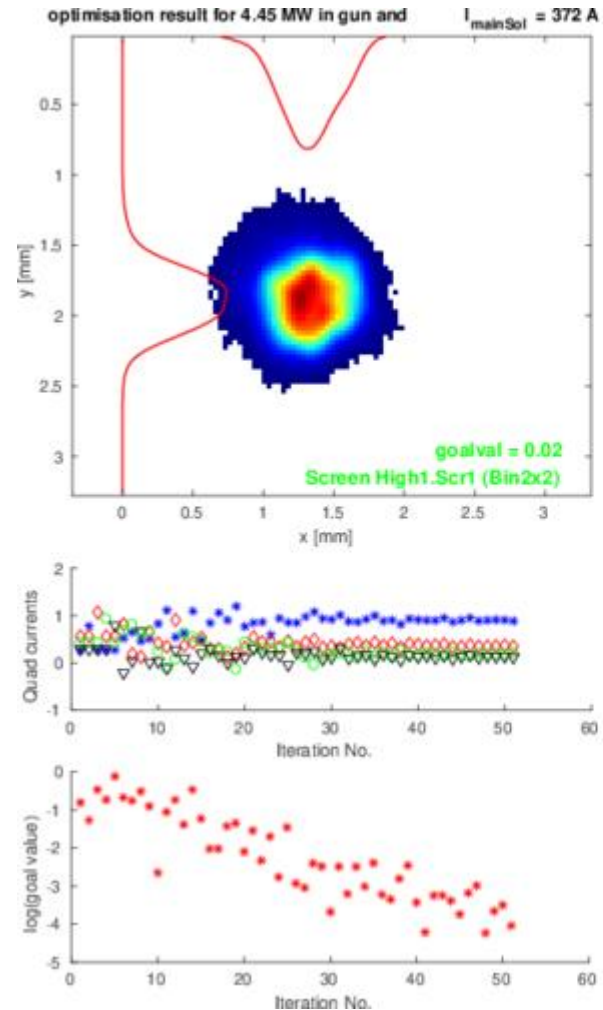 optimisation result for 4.45 MW in gun and I_mainSol = 372 A
0.5
1
1.5
2
2.5
3
y [mm]
goalval = 0.02
Screen High1.Scr1 (Bin2x2)
0 0.5 1 1.5 2 2.5 3
x [mm]
2
1
0
-1
Quad currents
0 10 20 30 40 50 60
Iteration No.
0
-1
-2
-3
-4
-5
log(goal value)
0 10 20 30 40 50 60
Iteration No.